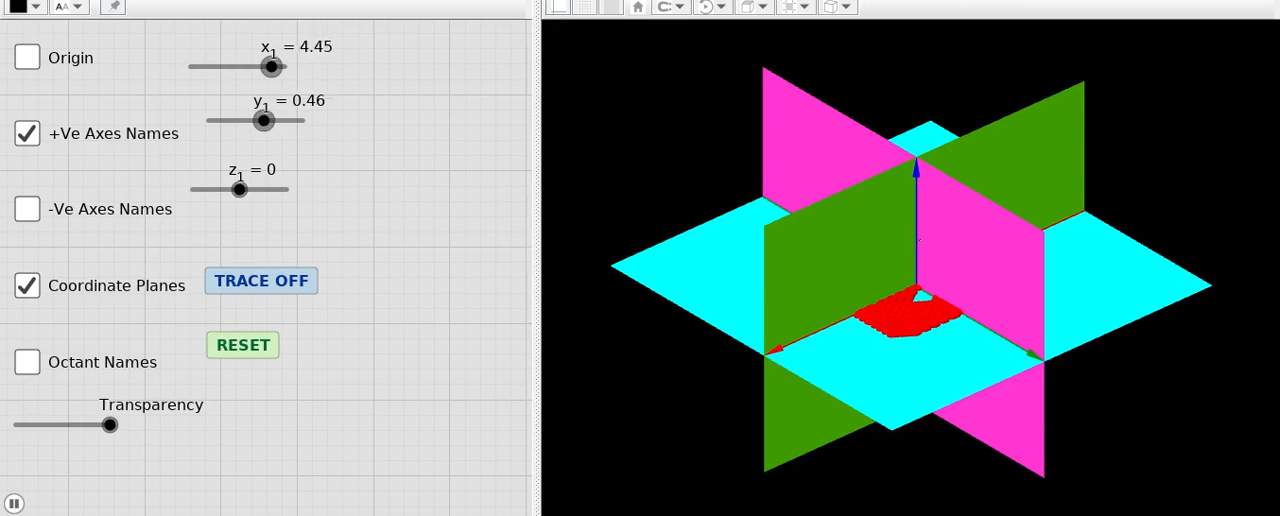 AA
Origin
x1 = 4.45
y1 = 0.46
+Ve Axes Names
z1 = 0
-Ve Axes Names
Coordinate Planes
TRACE OFF
RESET
Octant Names
Transparency